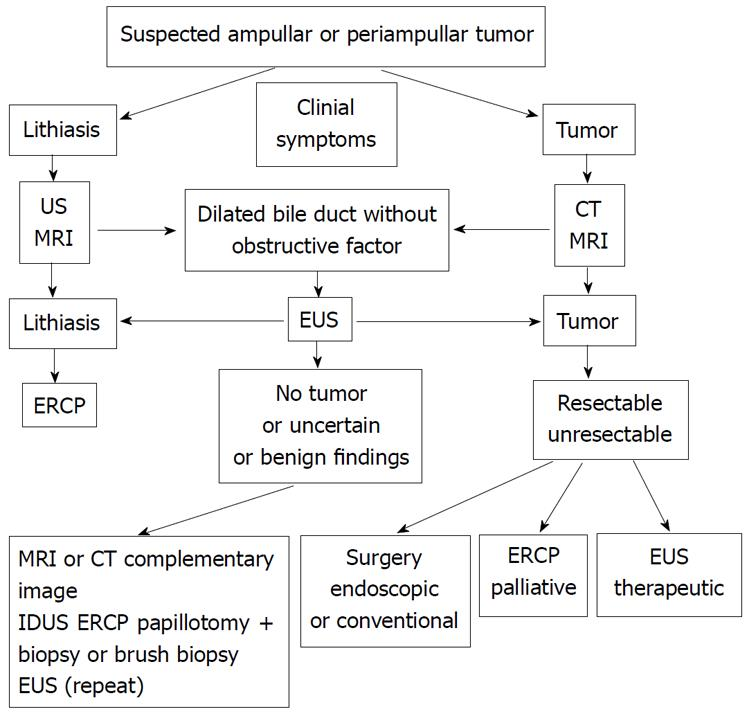 Suspected ampullar or periampullar tumor
Clinial
symptoms
Lithiasis
Tumor
US
MRI
Dilated bile duct without
obstructive factor
CT
MRI
Lithiasis
EUS
Tumor
ERCP
No tumor
or uncertain
or benign findings
Resectable
unresectable
MRI or CT complementary
image
IDUS ERCP papillotomy +
biopsy or brush biopsy
EUS (repeat)
Surgery
endoscopic
or conventional
ERCP
palliative
EUS
therapeutic